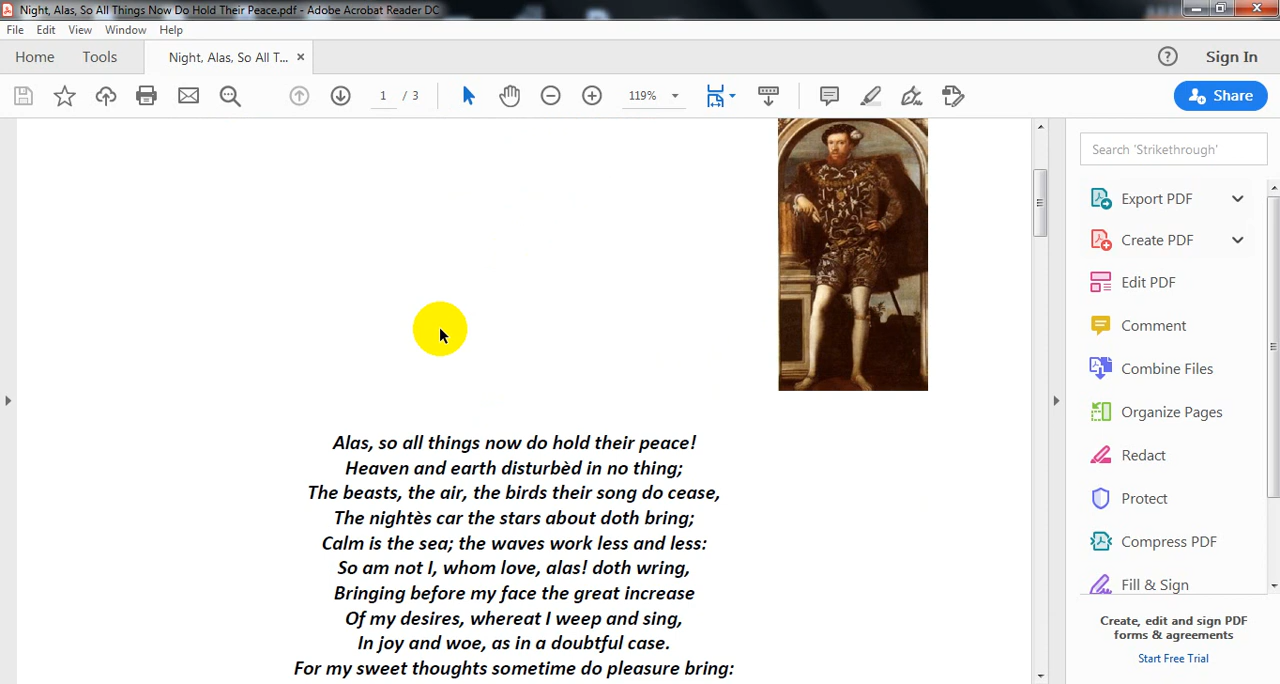 Night, Alas, So All Things Now Do Hold Their Peace.pdf - Adobe Acrobat Reader DC
File Edit View Window Help
Home Tools Night, Alas, So All T... × ? Sign In
1 / 3 119% Share
Search 'Strikethrough'
Export PDF
Create PDF
Edit PDF
Comment
Combine Files
Organize Pages
Redact
Protect
Compress PDF
Fill & Sign
Create, edit and sign PDF
forms & agreements
Start Free Trial
Alas, so all things now do hold their peace!
Heaven and earth disturbèd in no thing;
The beasts, the air, the birds their song do cease,
The nightès car the stars about doth bring;
Calm is the sea; the waves work less and less:
So am not I, whom love, alas! doth wring,
Bringing before my face the great increase
Of my desires, whereat I weep and sing,
In joy and woe, as in a doubtful case.
For my sweet thoughts sometime do pleasure bring: